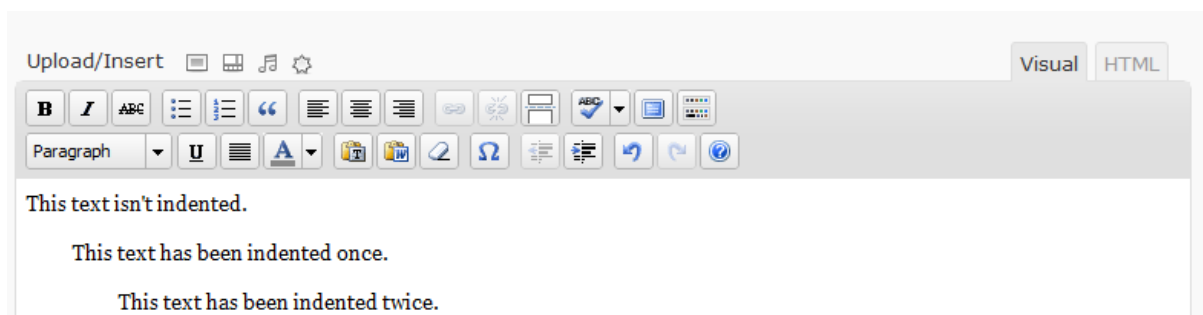 Upload/Insert
Visual HTML
B I ABC ABC
Paragraph U A T W Ω
This text isn't indented.
This text has been indented once.
This text has been indented twice.